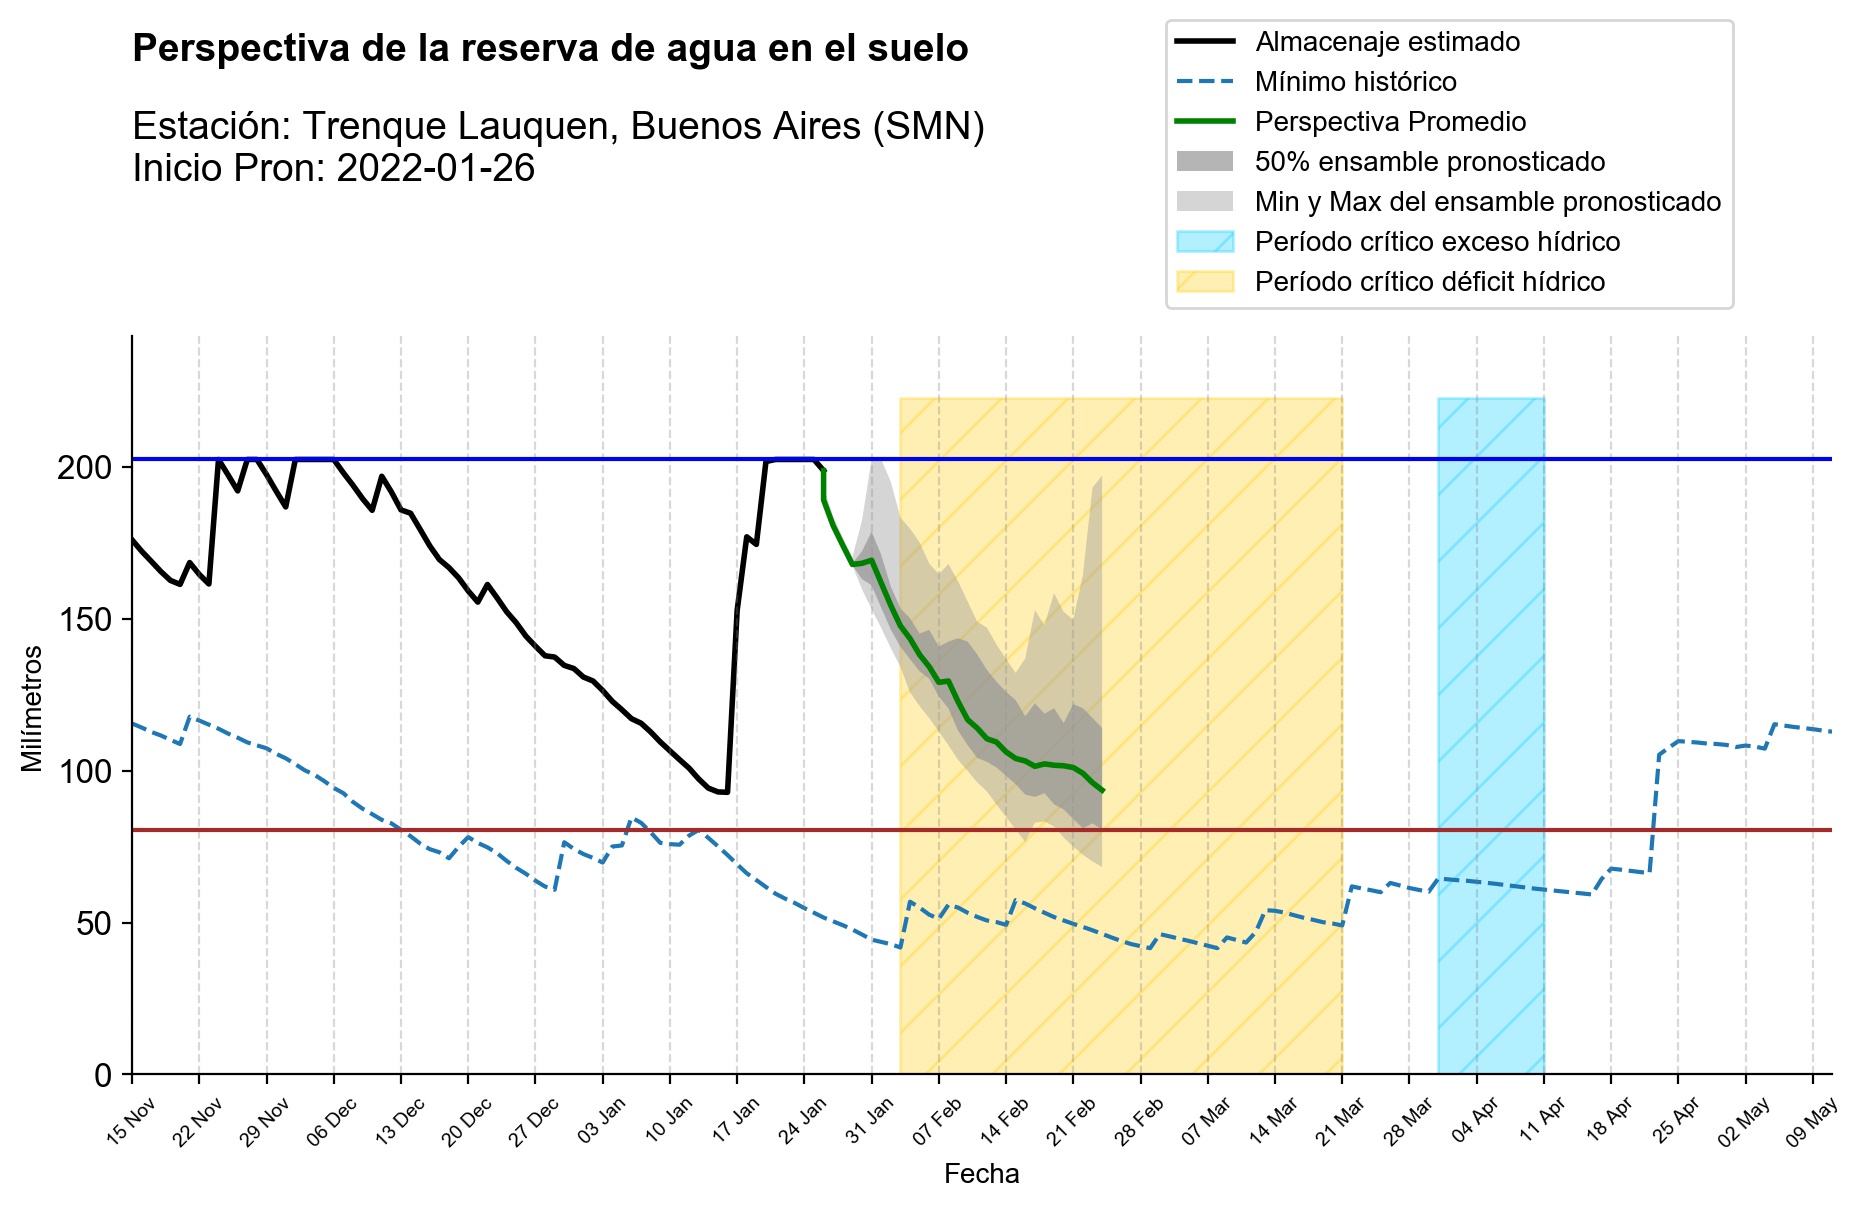 Perspectiva de la reserva de agua en el suelo
Estación: Trenque Lauquen, Buenos Aires (SMN)
Inicio Pron: 2022-01-26
Almacenaje estimado
Mínimo histórico
Perspectiva Promedio
50% ensamble pronosticado
Min y Max del ensamble pronosticado
Período crítico exceso hídrico
Período crítico déficit hídrico
Milímetros
200
150
100
50
0
15 Nov
22 Nov
29 Nov
06 Dec
13 Dec
20 Dec
27 Dec
03 Jan
10 Jan
17 Jan
24 Jan
31 Jan
07 Feb
14 Feb
21 Feb
28 Feb
07 Mar
14 Mar
21 Mar
28 Mar
04 Apr
11 Apr
18 Apr
25 Apr
02 May
09 May
Fecha